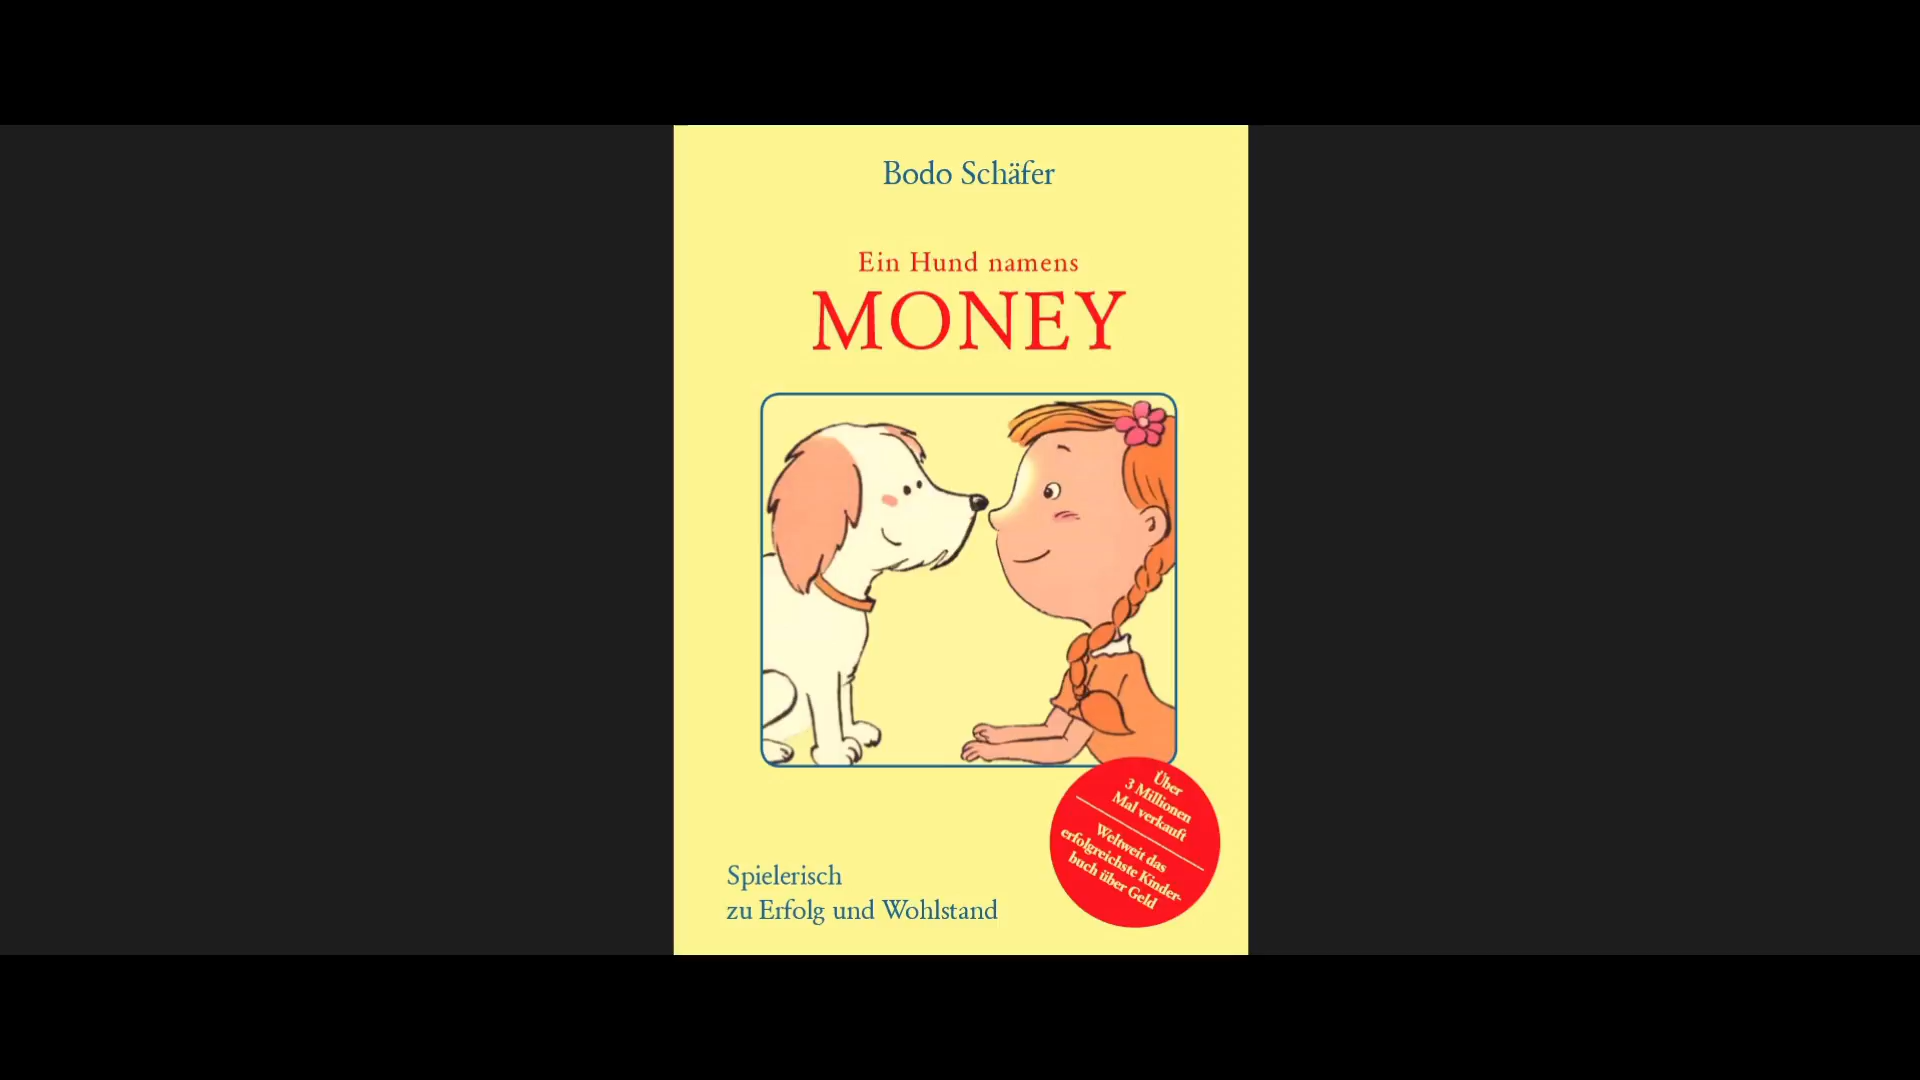 Bodo Schäfer
Ein Hund namens
MONEY
Über
3 Millionen
Mal verkauft
Weltweit das
erfolgreichste Kinder-
buch über Geld
Spielerisch
zu Erfolg und Wohlstand